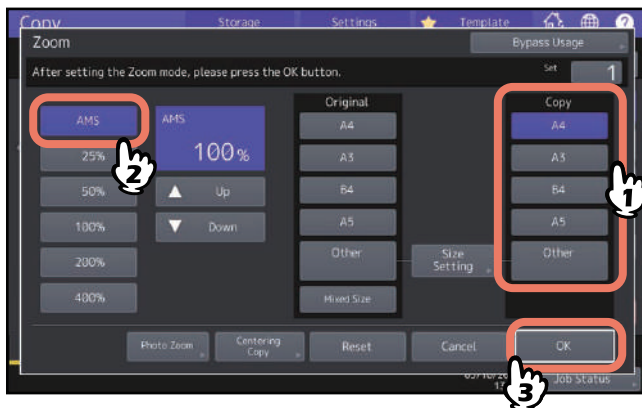 Copy Storage Settings Template
Zoom Bypass Usage
After setting the Zoom mode, please press the OK button. Set 1
Original Copy
AMS AMS A4 A4
25% 100% A3 A3
50% Up B4 B4
100% Down A5 A5
200% Other Size Setting Other
400% Mixed Size
Photo Zoom Centering Copy Reset Cancel OK
Job Status
1
2
3